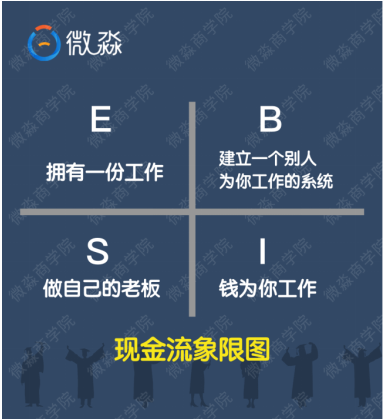 微淼
E
拥有一份工作
B
建立一个别人
为你工作的系统
S
做自己的老板
I
钱为你工作
现金流象限图
微淼商学院